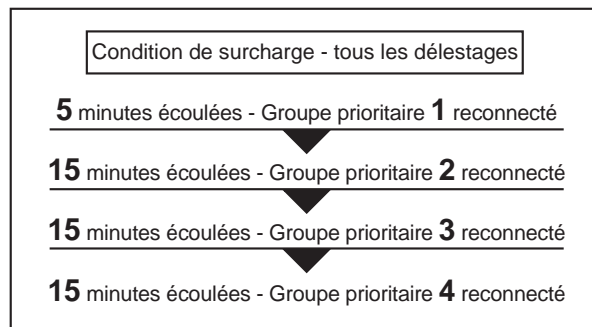 Condition de surcharge - tous les délestages
5 minutes écoulées - Groupe prioritaire 1 reconnecté
15 minutes écoulées - Groupe prioritaire 2 reconnecté
15 minutes écoulées - Groupe prioritaire 3 reconnecté
15 minutes écoulées - Groupe prioritaire 4 reconnecté